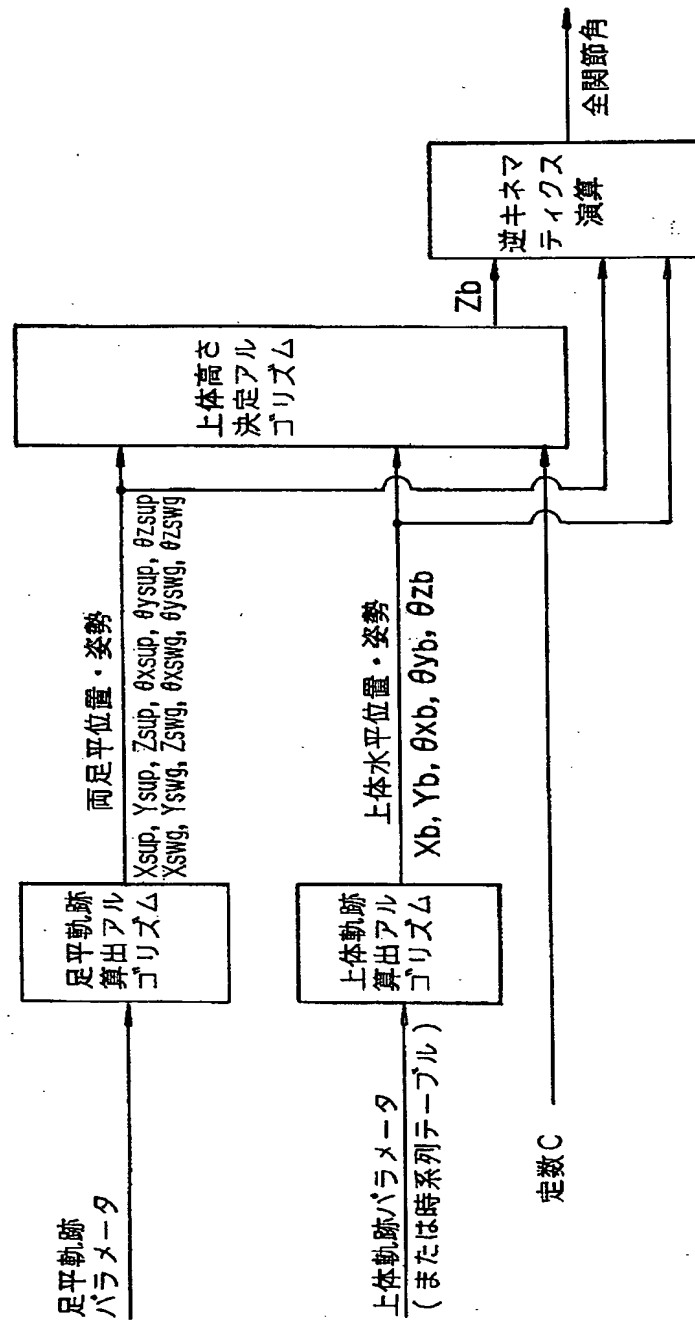 足平軌跡
パラメータ
足平軌跡
算出アル
ゴリズム
両足平位置・姿勢
Xsup, Ysup, Zsup, θxsup, θysup, θzsup
Xswg, Yswg, Zswg, θxswg, θyswg, θzswg
上体軌跡パラメータ
(または時系列テーブル)
上体軌跡
算出アル
ゴリズム
上体水平位置・姿勢
Xb, Yb, θxb, θyb, θzb
定数C
上体高さ
決定アル
ゴリズム
Zb
逆キネマ
ティクス
演算
全関節角